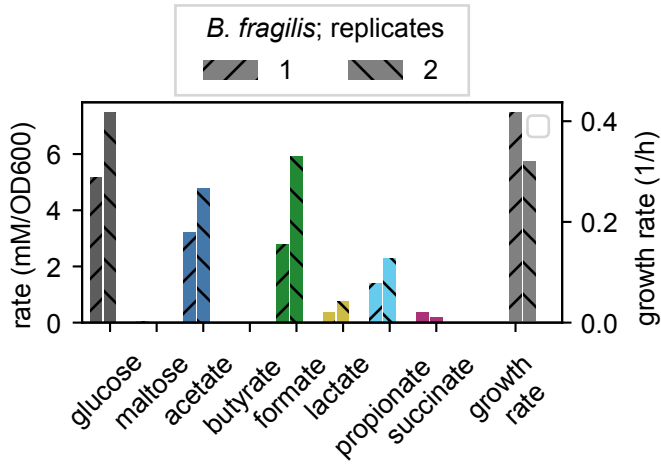 B. fragilis; replicates
1 2
rate (mM/OD600)
6
4
2
0
growth rate (1/h)
0.4
0.2
0.0
glucose
maltose
acetate
butyrate
formate
lactate
propionate
succinate
growth
rate